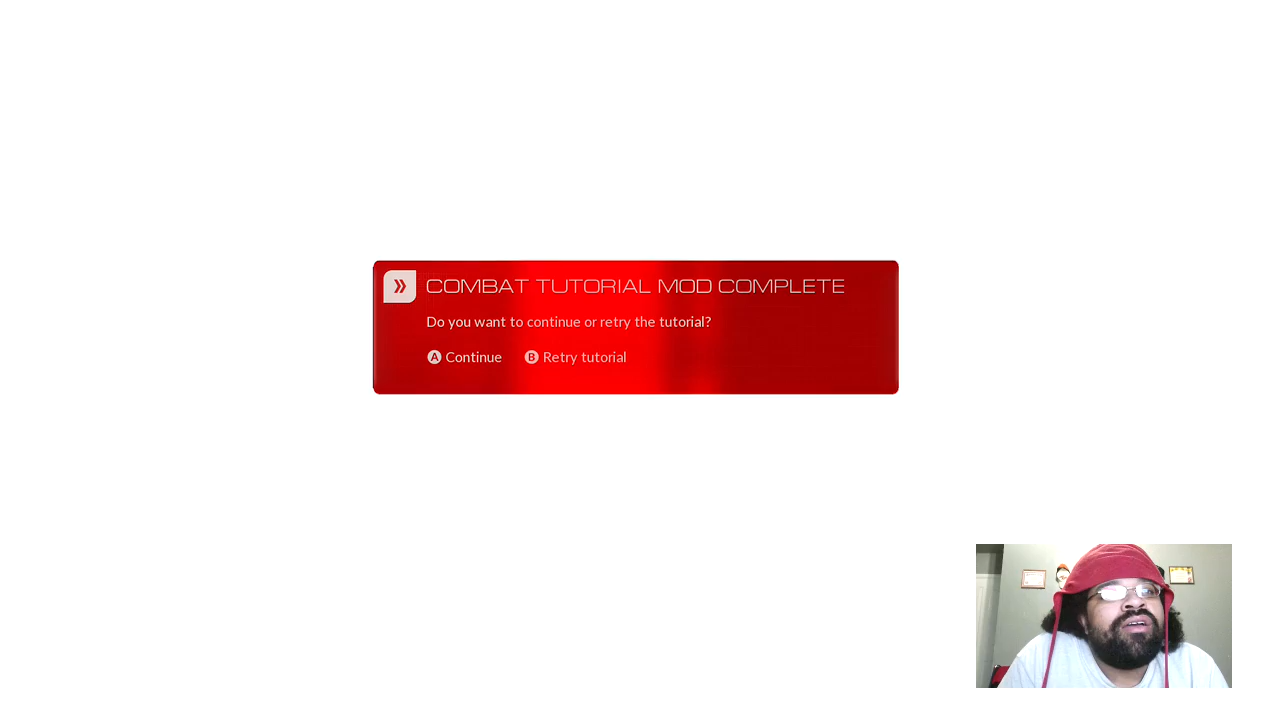 COMBAT TUTORIAL MOD COMPLETE
Do you want to continue or retry the tutorial?
A Continue B Retry tutorial